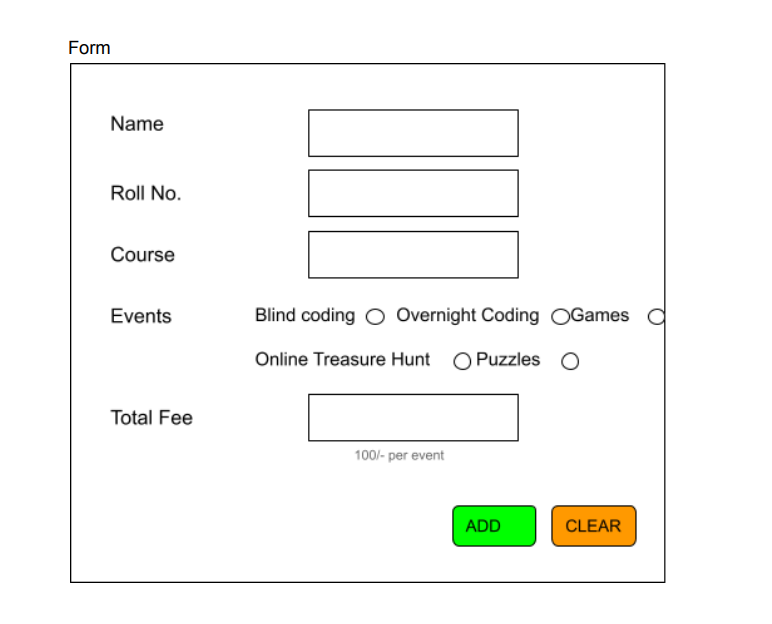 Form
Name
Roll No.
Course
Events Blind coding Overnight Coding Games
Online Treasure Hunt Puzzles
Total Fee
100/- per event
ADD CLEAR